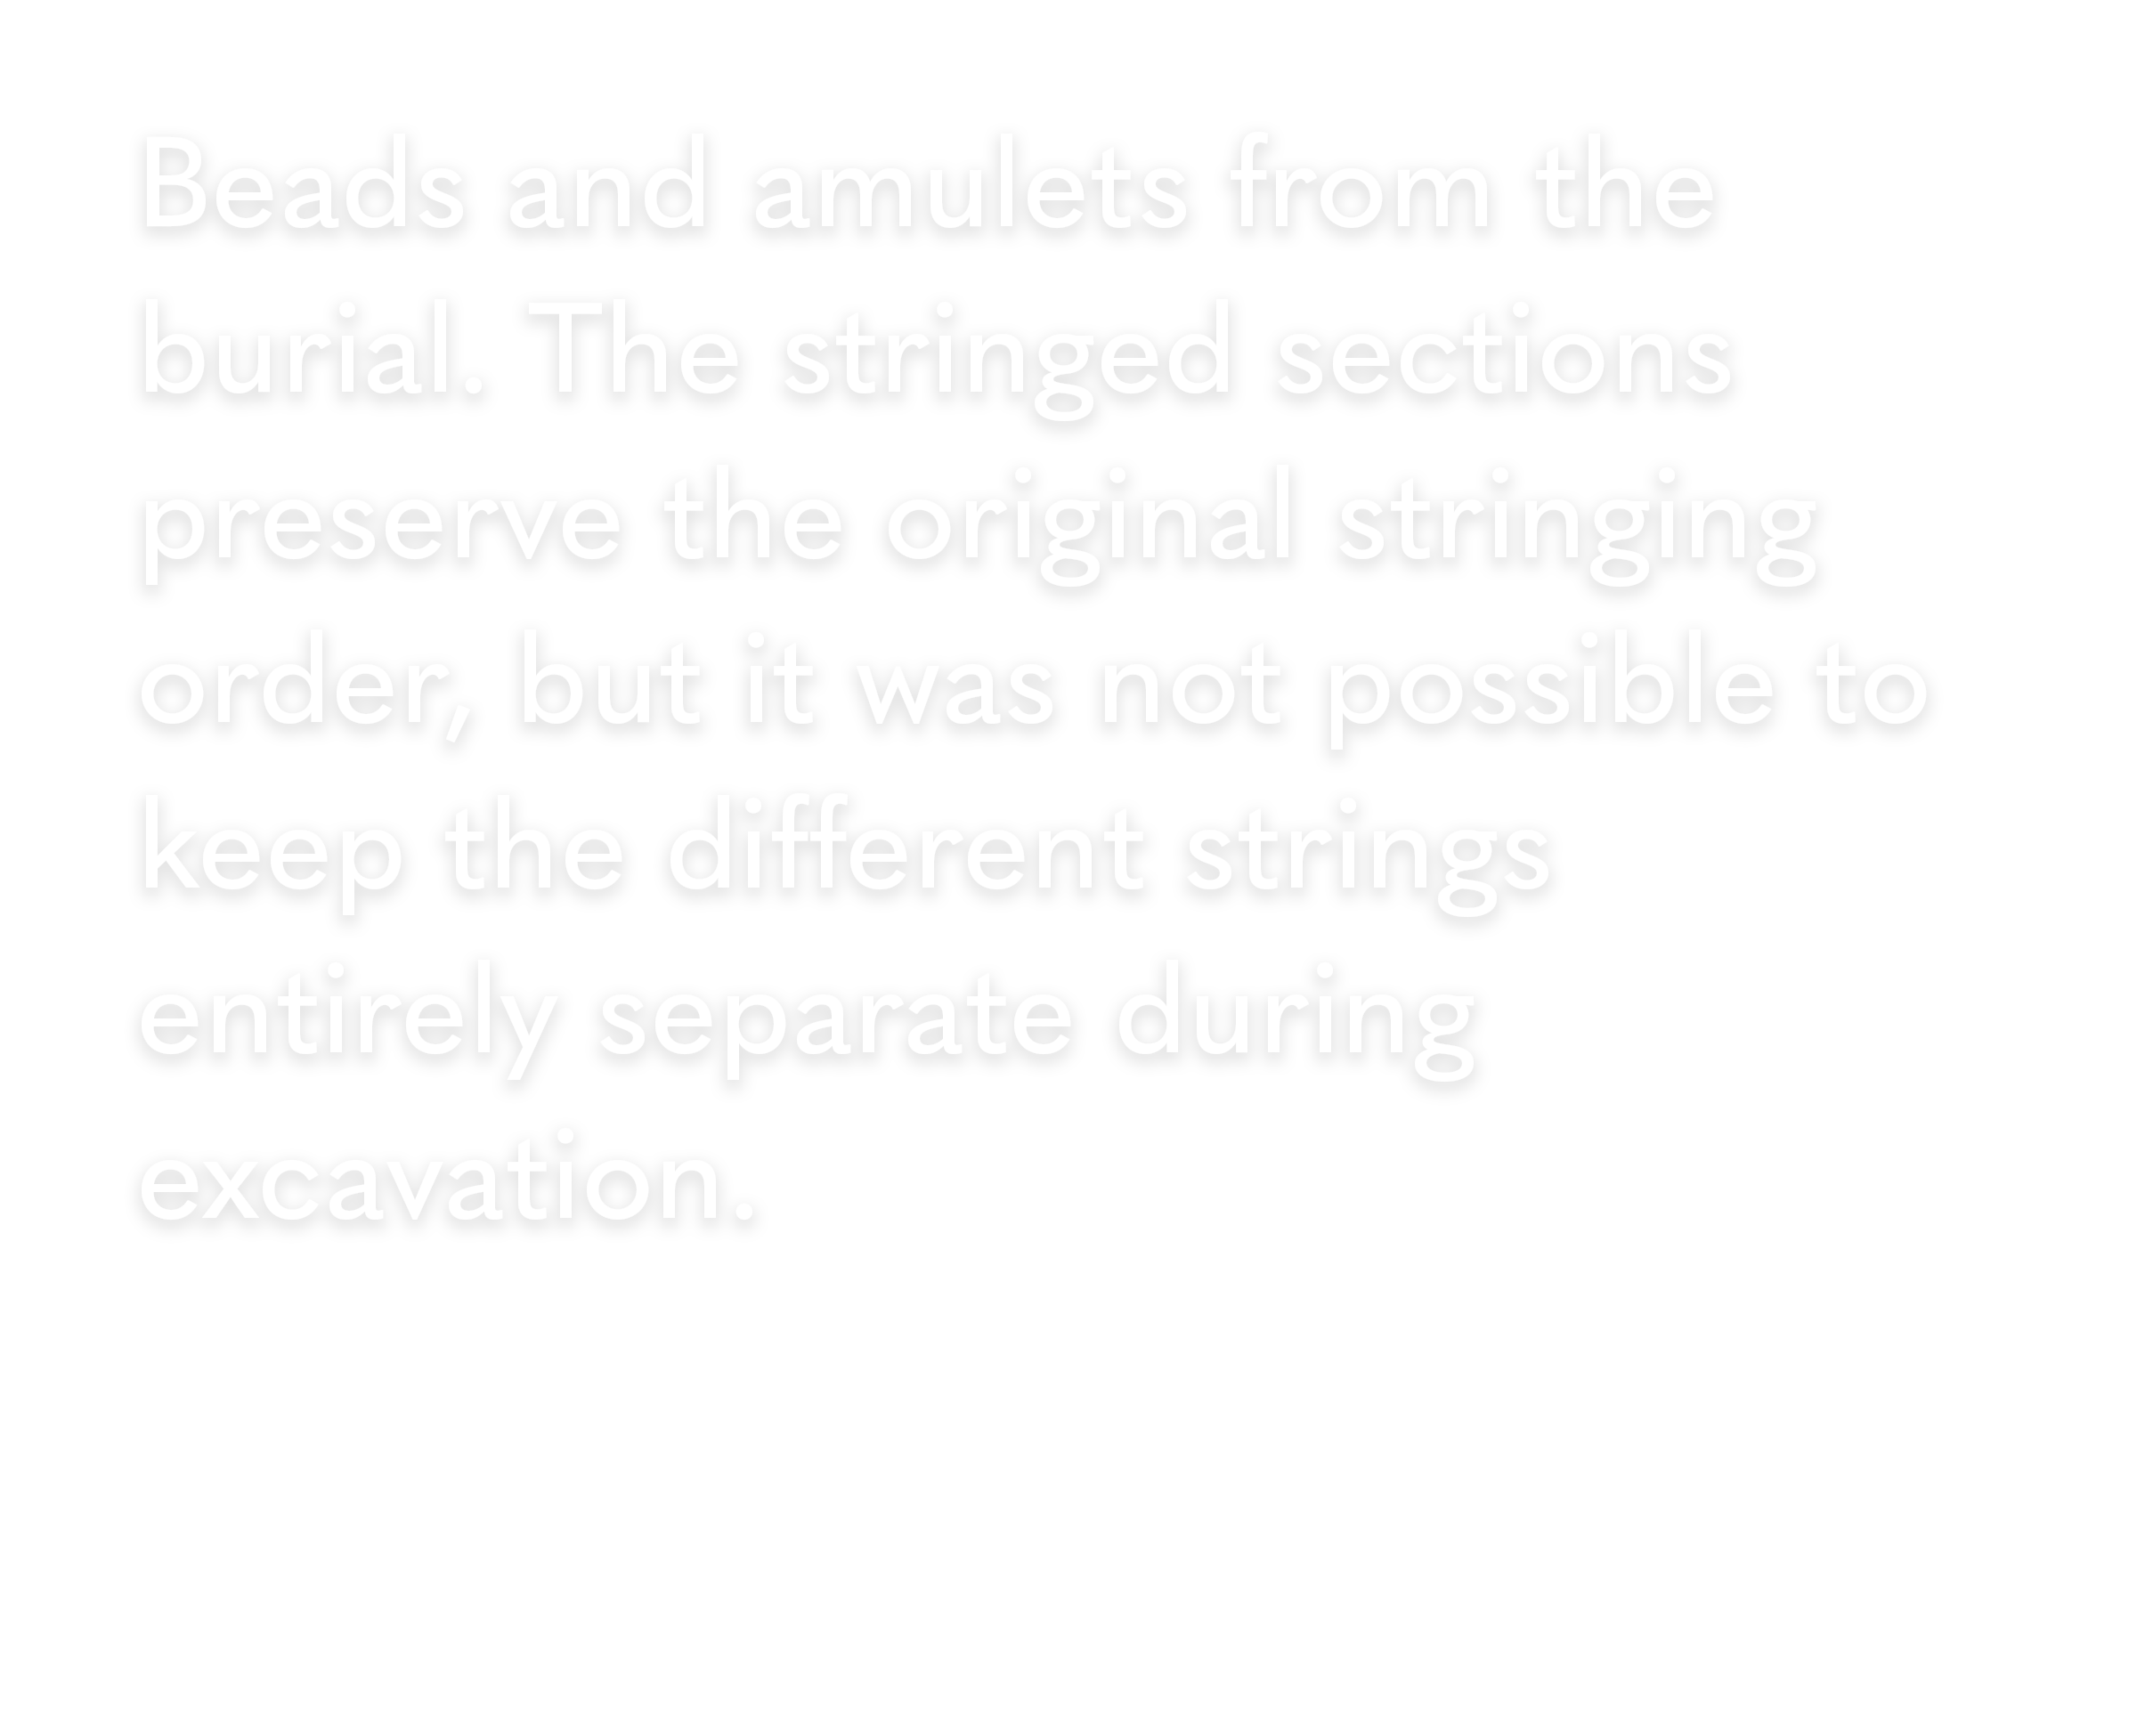 Beads and amulets from the
burial. The stringed sections
preserve the original stringing
order, but it was not possible to
keep the different strings
entirely separate during
excavation.